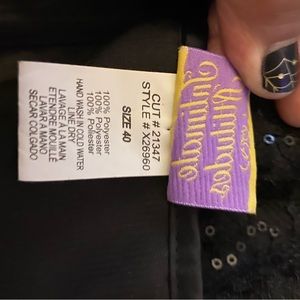 CUT # 21347
STYLE # X26960
SIZE 40
100% Polyester
100% Polyester
100% Poliester
HAND WASH IN COLD WATER
LINE DRY
LAVAGE A LA MAIN
ETENDRE MOUILLE
LAVAR A MANO
SECAR COLGADO